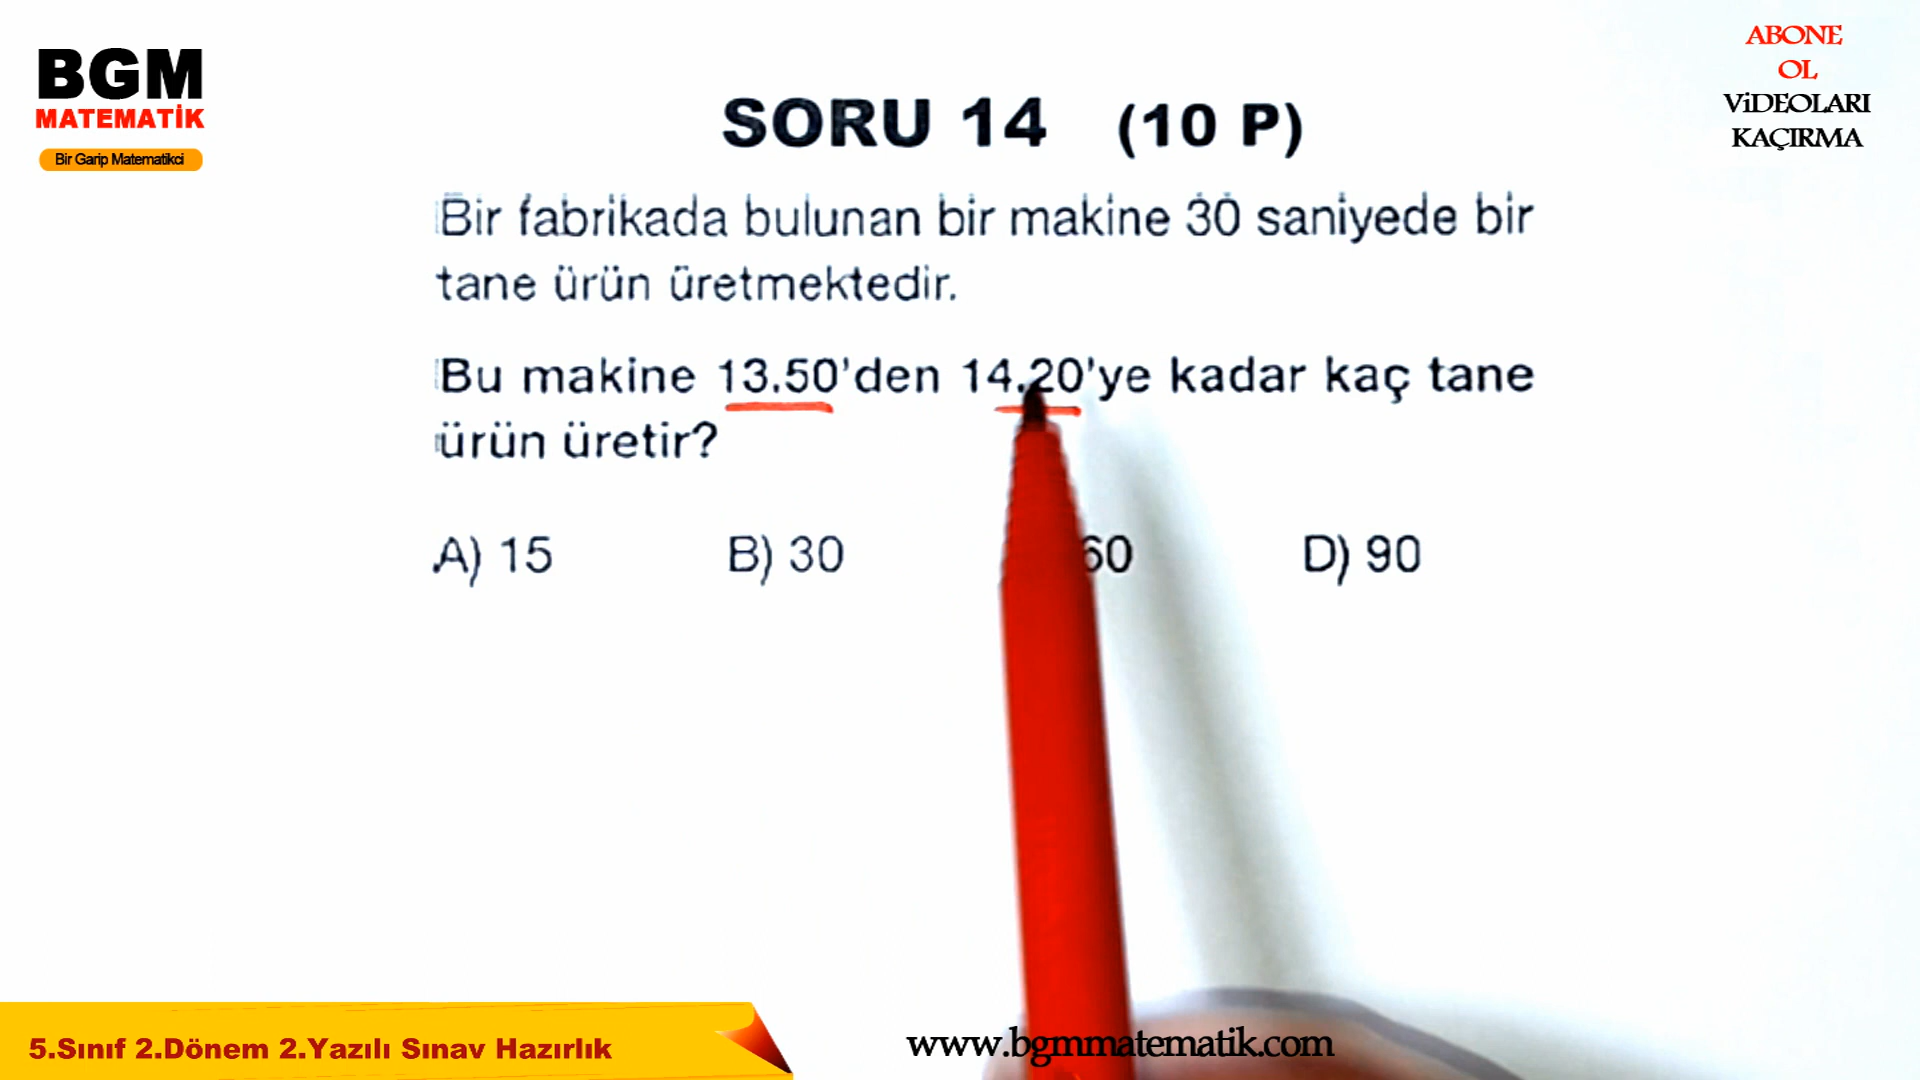 BGM
MATEMATİK
Bir Garip Matematikci
ABONE
OL
ViDEOLARI
KAÇIRMA
SORU 14 (10 P)
Bir fabrikada bulunan bir makine 30 saniyede bir
tane ürün üretmektedir.
Bu makine 13.50'den 14.20'ye kadar kaç tane
ürün üretir?
A) 15 B) 30 60 D) 90
5.Sınıf 2.Dönem 2.Yazılı Sınav Hazırlık
www.bgmmatematik.com